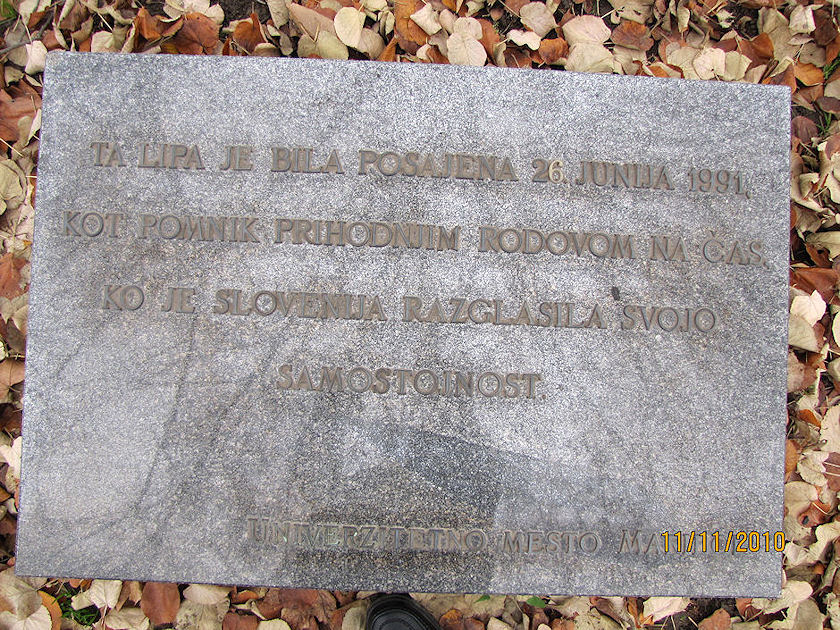 TA LIPA JE BILA POSAJENA 26. JUNIJA 1991,
KOT POMNIK PRIHODNJIM RODOVOM NA ČAS,
KO JE SLOVENIJA RAZGLASILA SVOJO
SAMOSTOJNOST.
UNIVERZITETNO MESTO
11/11/2010